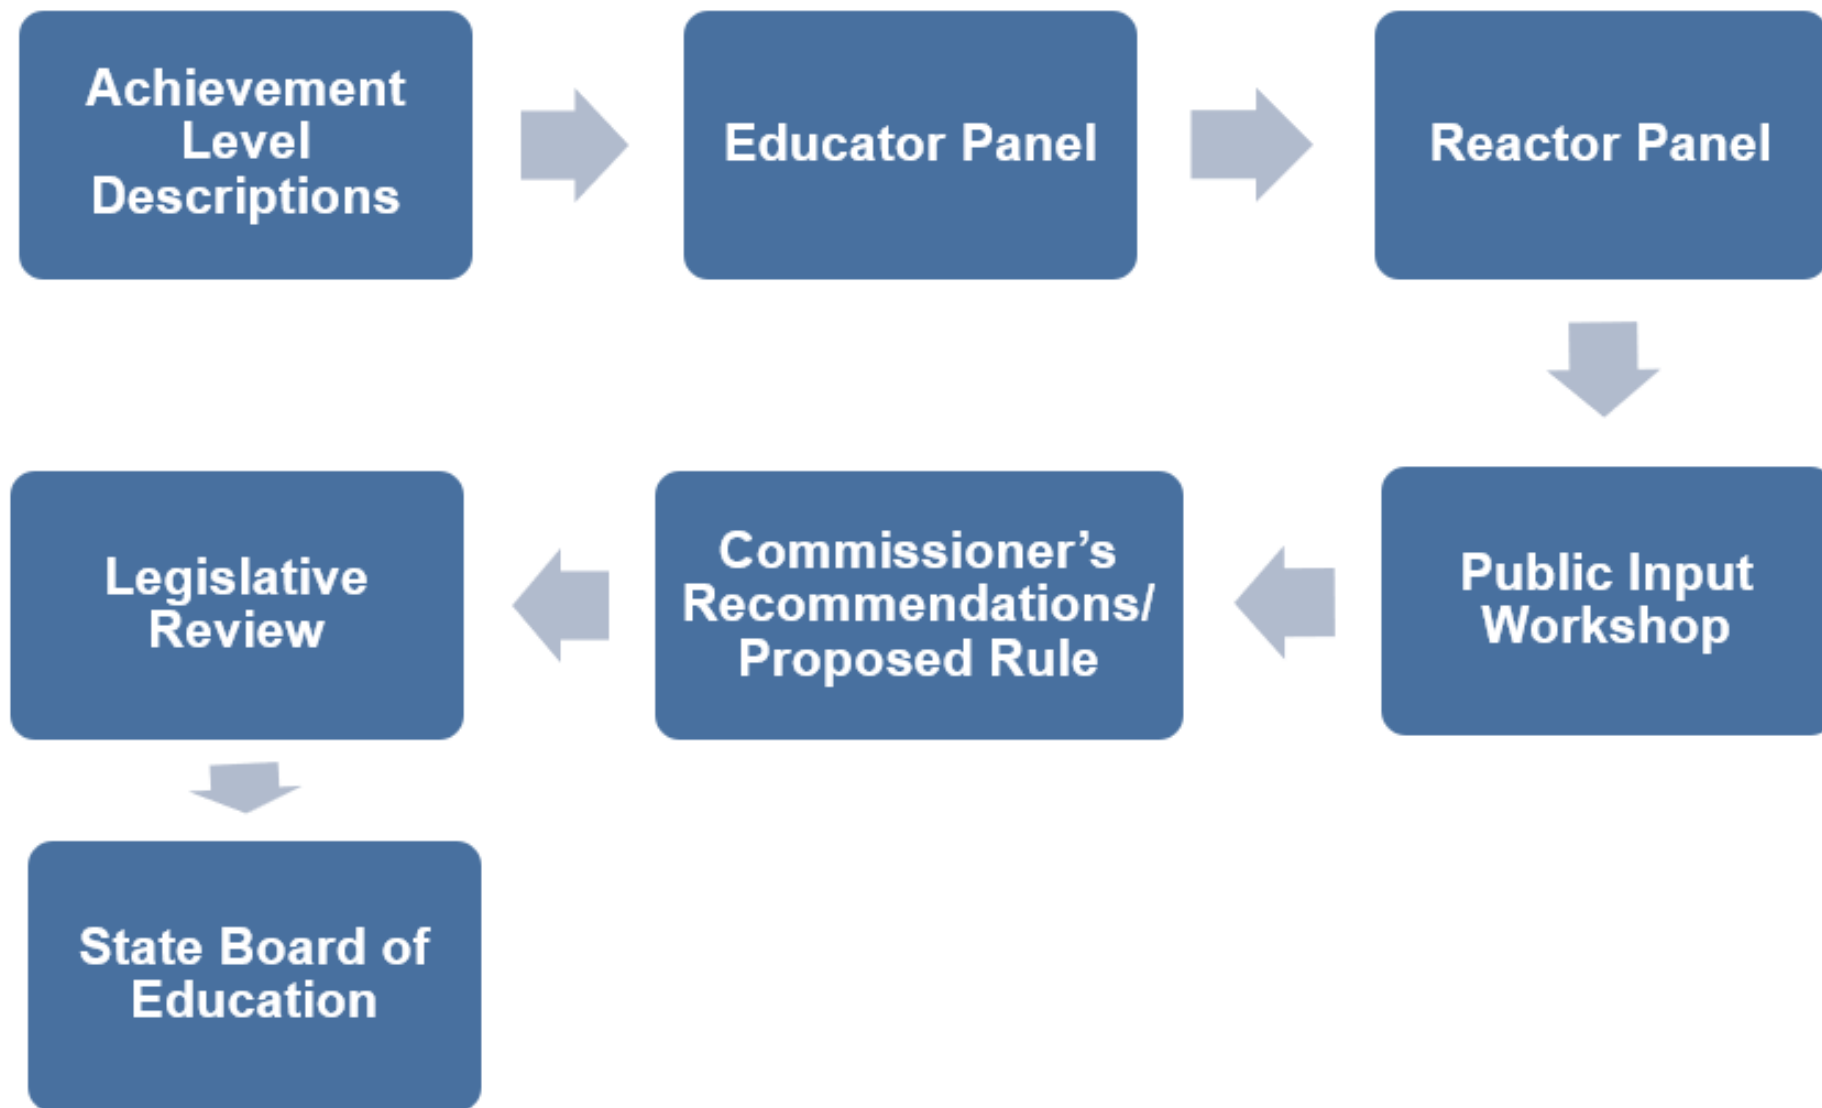 Achievement
Level
Descriptions
Educator Panel
Reactor Panel
Public Input
Workshop
Commissioner’s
Recommendations/
Proposed Rule
Legislative
Review
State Board of
Education